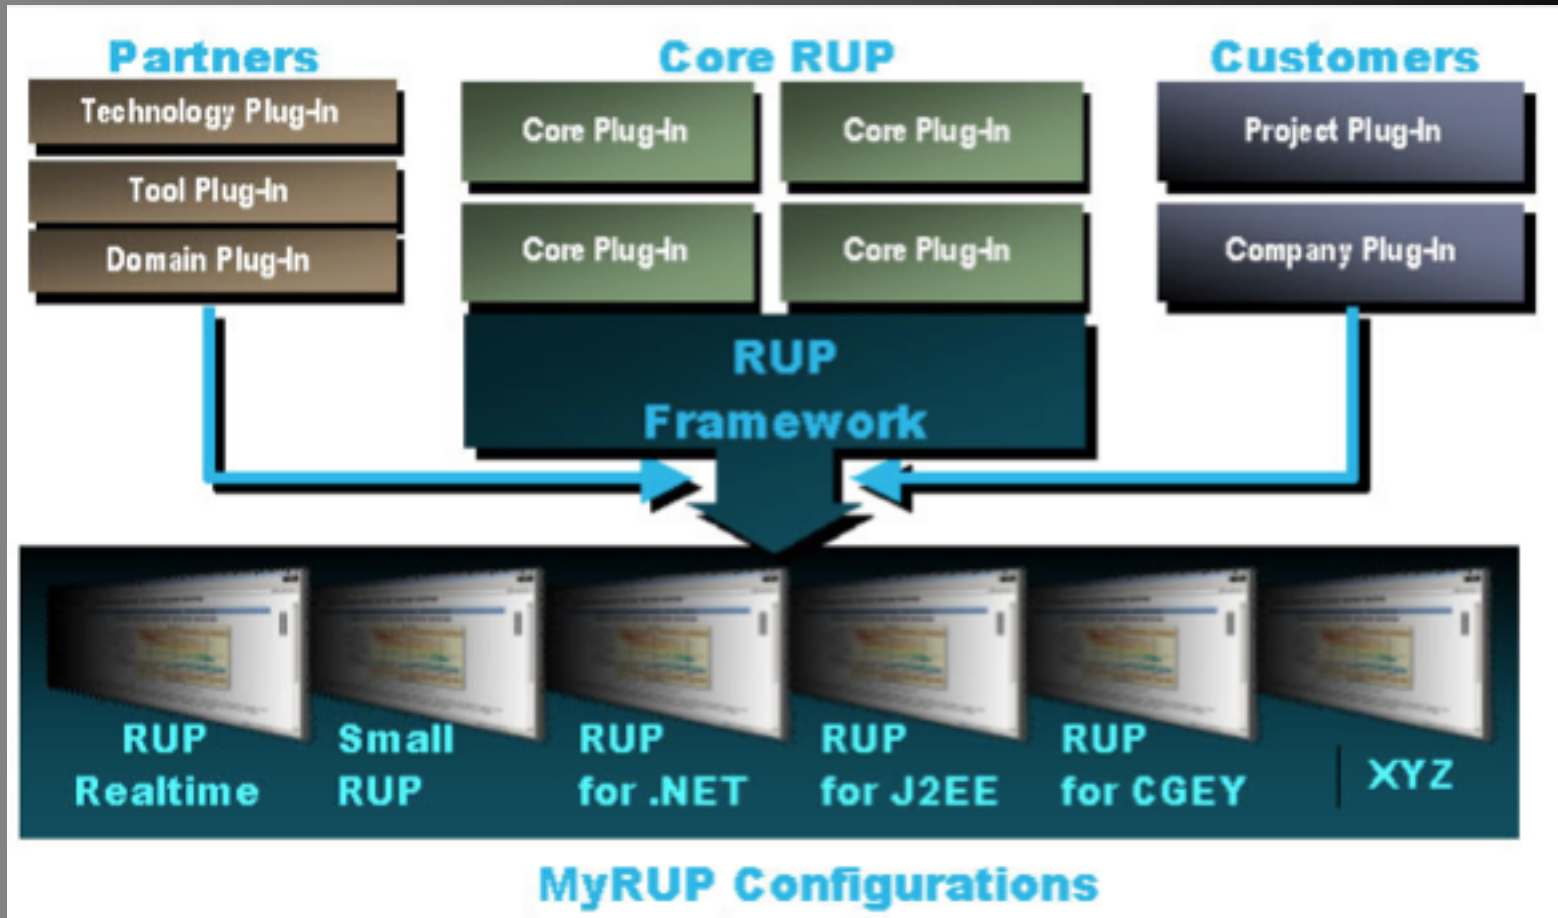 Partners
Core RUP
Customers
Technology Plug-In
Tool Plug-In
Domain Plug-In
Core Plug-In
Core Plug-In
Core Plug-In
Core Plug-In
Project Plug-In
Company Plug-In
RUP
Framework
RUP
Realtime
Small
RUP
RUP
for .NET
RUP
for J2EE
RUP
for CGEY
XYZ
MyRUP Configurations